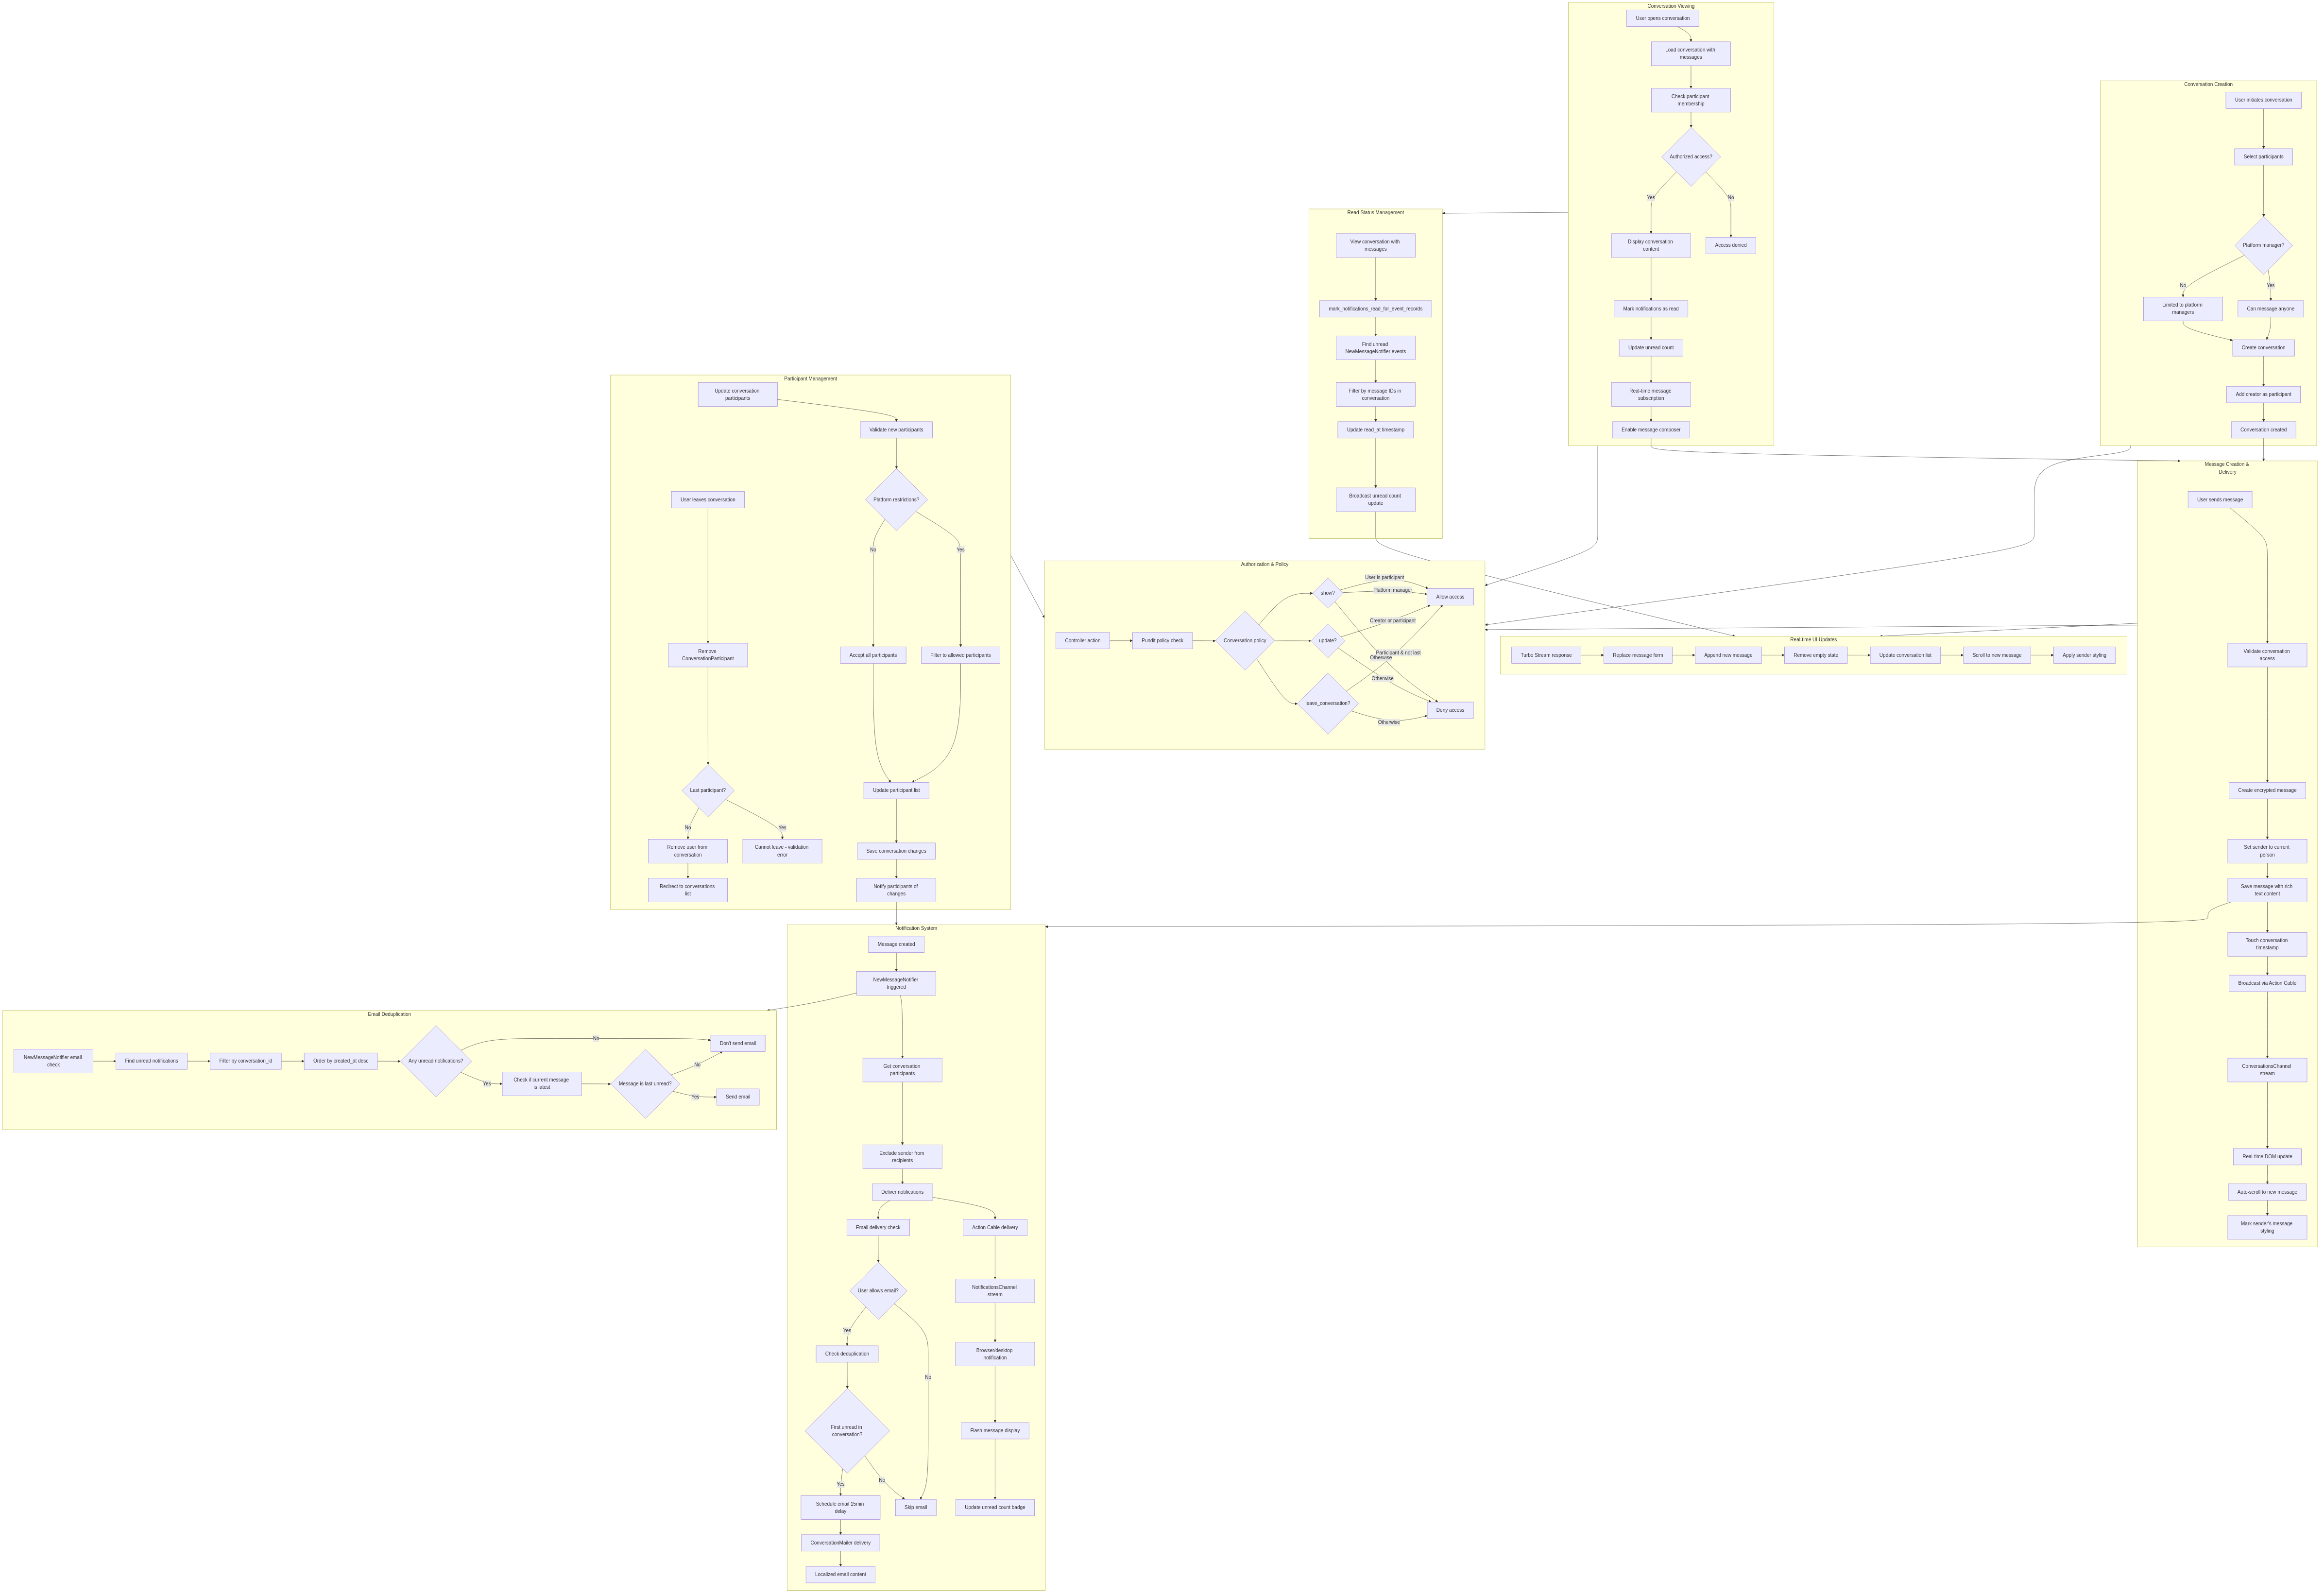 Conversation Viewing
User opens conversation
Load conversation with
messages
Check participant
membership
Authorized access?
Yes
No
Display conversation
content
Access denied
Mark notifications as read
Update unread count
Real-time message
subscription
Enable message composer
Conversation Creation
User initiates conversation
Select participants
Platform manager?
No
Yes
Limited to platform
managers
Can message anyone
Create conversation
Add creator as participant
Conversation created
Read Status Management
View conversation with
messages
mark_notifications_read_for_event_records
Find unread
NewMessageNotifier events
Filter by message IDs in
conversation
Update read_at timestamp
Broadcast unread count
update
Participant Management
Update conversation
participants
Validate new participants
User leaves conversation
Platform restrictions?
No
Yes
Remove
ConversationParticipant
Accept all participants
Filter to allowed participants
Last participant?
Update participant list
No
Yes
Remove user from
conversation
Cannot leave - validation
error
Save conversation changes
Redirect to conversations
list
Notify participants of
changes
Authorization & Policy
Controller action
Pundit policy check
Conversation policy
show?
update?
leave_conversation?
User is participant
Platform manager
Creator or participant
Participant & not last
Otherwise
Otherwise
Otherwise
Allow access
Deny access
Real-time UI Updates
Turbo Stream response
Replace message form
Append new message
Remove empty state
Update conversation list
Scroll to new message
Apply sender styling
Message Creation &
Delivery
User sends message
Validate conversation
access
Create encrypted message
Set sender to current
person
Save message with rich
text content
Touch conversation
timestamp
Broadcast via Action Cable
ConversationsChannel
stream
Real-time DOM update
Auto-scroll to new message
Mark sender's message
styling
Notification System
Message created
NewMessageNotifier
triggered
Get conversation
participants
Exclude sender from
recipients
Deliver notifications
Email delivery check
Action Cable delivery
User allows email?
NotificationsChannel
stream
Yes
No
Check deduplication
Browser/desktop
notification
First unread in
conversation?
Flash message display
Yes
No
Schedule email 15min
delay
Skip email
Update unread count badge
ConversationMailer delivery
Localized email content
Email Deduplication
NewMessageNotifier email
check
Find unread notifications
Filter by conversation_id
Order by created_at desc
Any unread notifications?
No
Yes
Check if current message
is latest
Message is last unread?
No
Yes
Don't send email
Send email